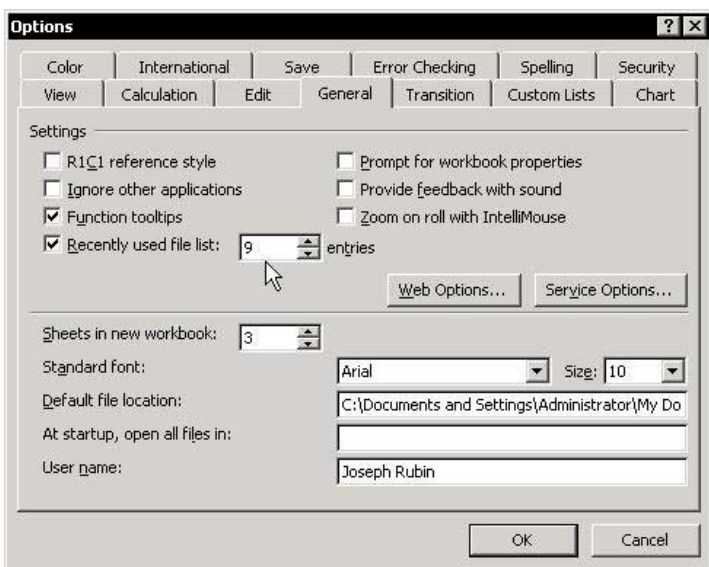 Options
Color International Save Error Checking Spelling Security
View Calculation Edit General Transition Custom Lists Chart
Settings
R1C1 reference style Prompt for workbook properties
Ignore other applications Provide feedback with sound
Function tooltips Zoom on roll with IntelliMouse
Recently used file list: 9 entries
Web Options... Service Options...
Sheets in new workbook: 3
Standard font: Arial Size: 10
Default file location: C:\Documents and Settings\Administrator\My Do
At startup, open all files in:
User name: Joseph Rubin
OK Cancel